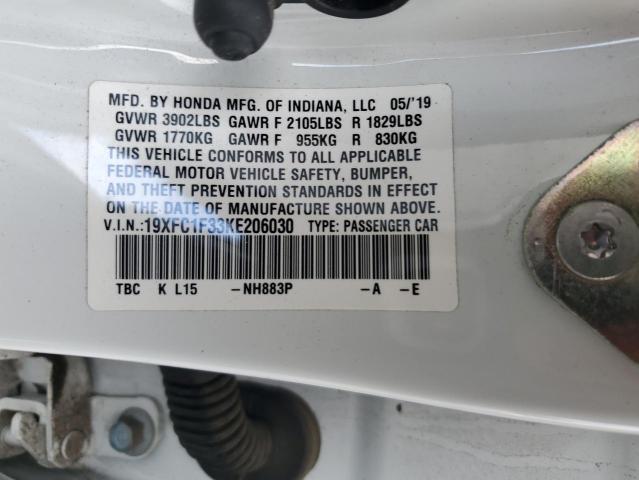 MFD. BY HONDA MFG. OF INDIANA, LLC 05/'19
GVWR 3902LBS GAWR F 2105LBS R 1829LBS
GVWR 1770KG GAWR F 955KG R 830KG
THIS VEHICLE CONFORMS TO ALL APPLICABLE
FEDERAL MOTOR VEHICLE SAFETY, BUMPER,
AND THEFT PREVENTION STANDARDS IN EFFECT
ON THE DATE OF MANUFACTURE SHOWN ABOVE.
V.I.N.:19XFC1F33KE206030 TYPE: PASSENGER CAR
TBC K L15 -NH883P -A -E